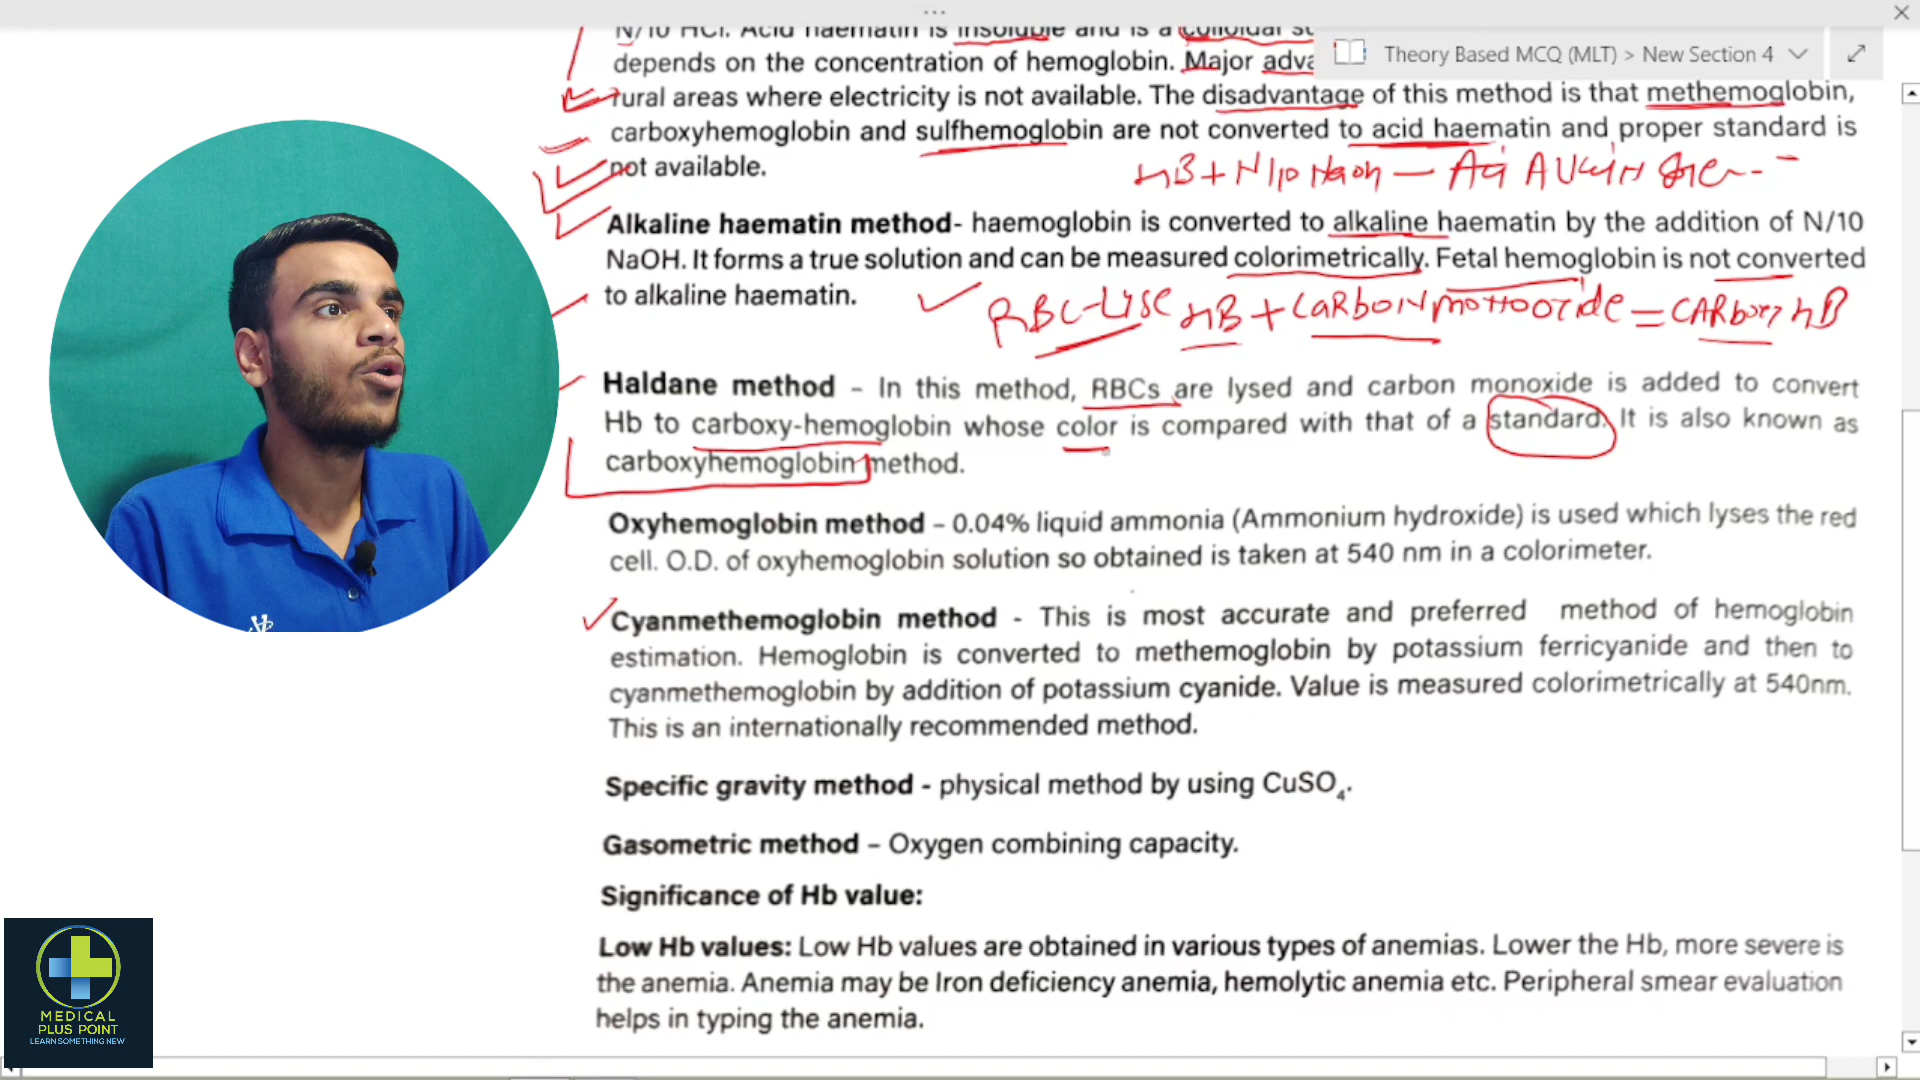 N/10 HCl. Acid haematin is insoluble and is a colloidal
Theory Based MCQ (MLT) > New Section 4
depends on the concentration of hemoglobin. Major
rural areas where electricity is not available. The disadvantage of this method is that methemoglobin,
carboxyhemoglobin and sulfhemoglobin are not converted to acid haematin and proper standard is
not available.
HB + N/10 NaOH —
Alkaline haematin method- haemoglobin is converted to alkaline haematin by the addition of N/10
NaOH. It forms a true solution and can be measured colorimetrically. Fetal hemoglobin is not converted
to alkaline haematin.
RBC-Lyse HB + CARBON = CARBOXY HB
Haldane method – In this method, RBCs are lysed and carbon monoxide is added to convert
Hb to carboxy-hemoglobin whose color is compared with that of a standard. It is also known as
carboxyhemoglobin method.
Oxyhemoglobin method – 0.04% liquid ammonia (Ammonium hydroxide) is used which lyses the red
cell. O.D. of oxyhemoglobin solution so obtained is taken at 540 nm in a colorimeter.
Cyanmethemoglobin method - This is most accurate and preferred method of hemoglobin
estimation. Hemoglobin is converted to methemoglobin by potassium ferricyanide and then to
cyanmethemoglobin by addition of potassium cyanide. Value is measured colorimetrically at 540nm.
This is an internationally recommended method.
Specific gravity method - physical method by using CuSO₄.
Gasometric method – Oxygen combining capacity.
Significance of Hb value:
Low Hb values: Low Hb values are obtained in various types of anemias. Lower the Hb, more severe is
the anemia. Anemia may be Iron deficiency anemia, hemolytic anemia etc. Peripheral smear evaluation
helps in typing the anemia.
MEDICAL
PLUS POINT
LEARN SOMETHING NEW